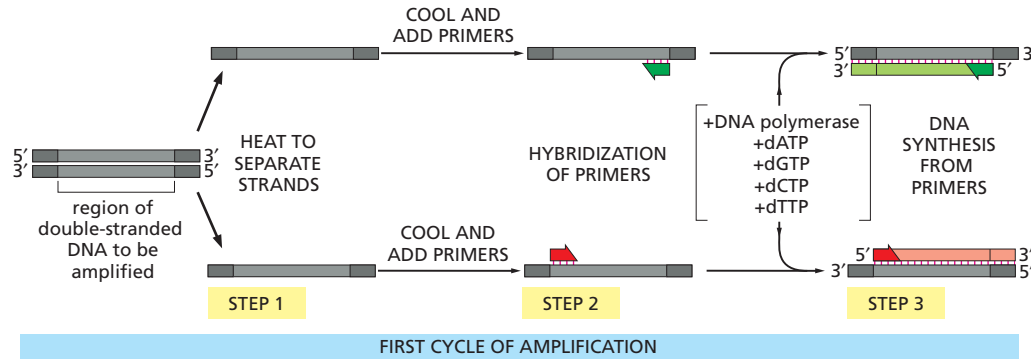 COOL AND
ADD PRIMERS
5′
3′
3′
5′
HEAT TO
SEPARATE
STRANDS
5′
3′
3′
5′
region of
double-stranded
DNA to be
amplified
HYBRIDIZATION
OF PRIMERS
+DNA polymerase
+dATP
+dGTP
+dCTP
+dTTP
DNA
SYNTHESIS
FROM
PRIMERS
COOL AND
ADD PRIMERS
5′
3′
3′
5′
STEP 1
STEP 2
STEP 3
FIRST CYCLE OF AMPLIFICATION